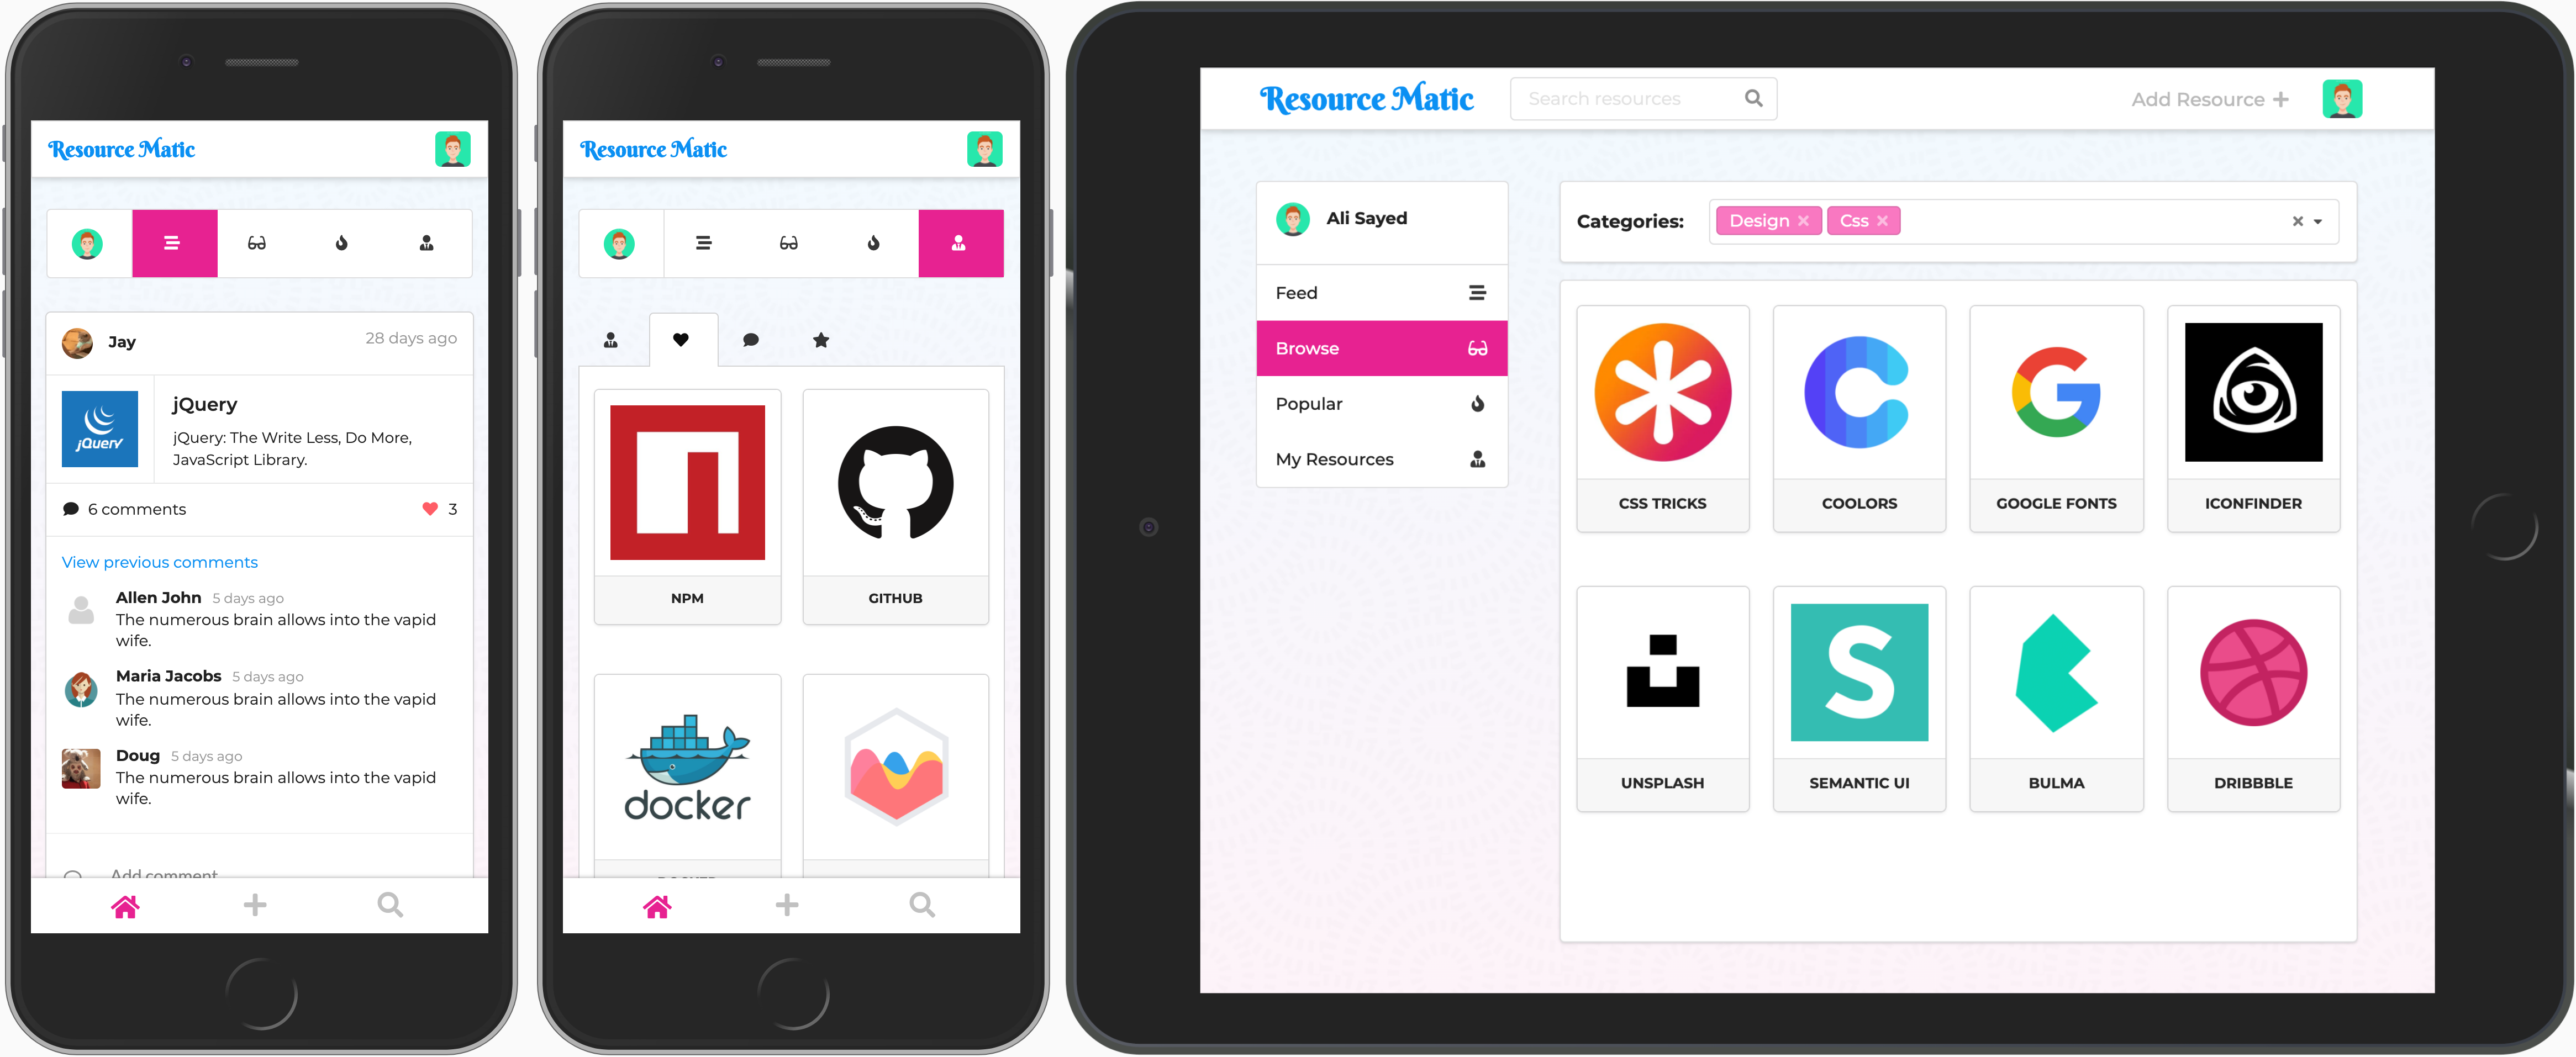 Resource Matic
Jay
28 days ago
jQuery
jQuery
jQuery: The Write Less, Do More,
JavaScript Library.
6 comments
3
View previous comments
Allen John 5 days ago
The numerous brain allows into the vapid
wife.
Maria Jacobs 5 days ago
The numerous brain allows into the vapid
wife.
Doug 5 days ago
The numerous brain allows into the vapid
wife.
Add comment
Resource Matic
NPM
GITHUB
docker
DOCKER
Resource Matic
Search resources
Add Resource
Ali Sayed
Feed
Browse
Popular
My Resources
Categories:
Design
Css
CSS TRICKS
COOLORS
GOOGLE FONTS
ICONFINDER
UNSPLASH
SEMANTIC UI
BULMA
DRIBBBLE